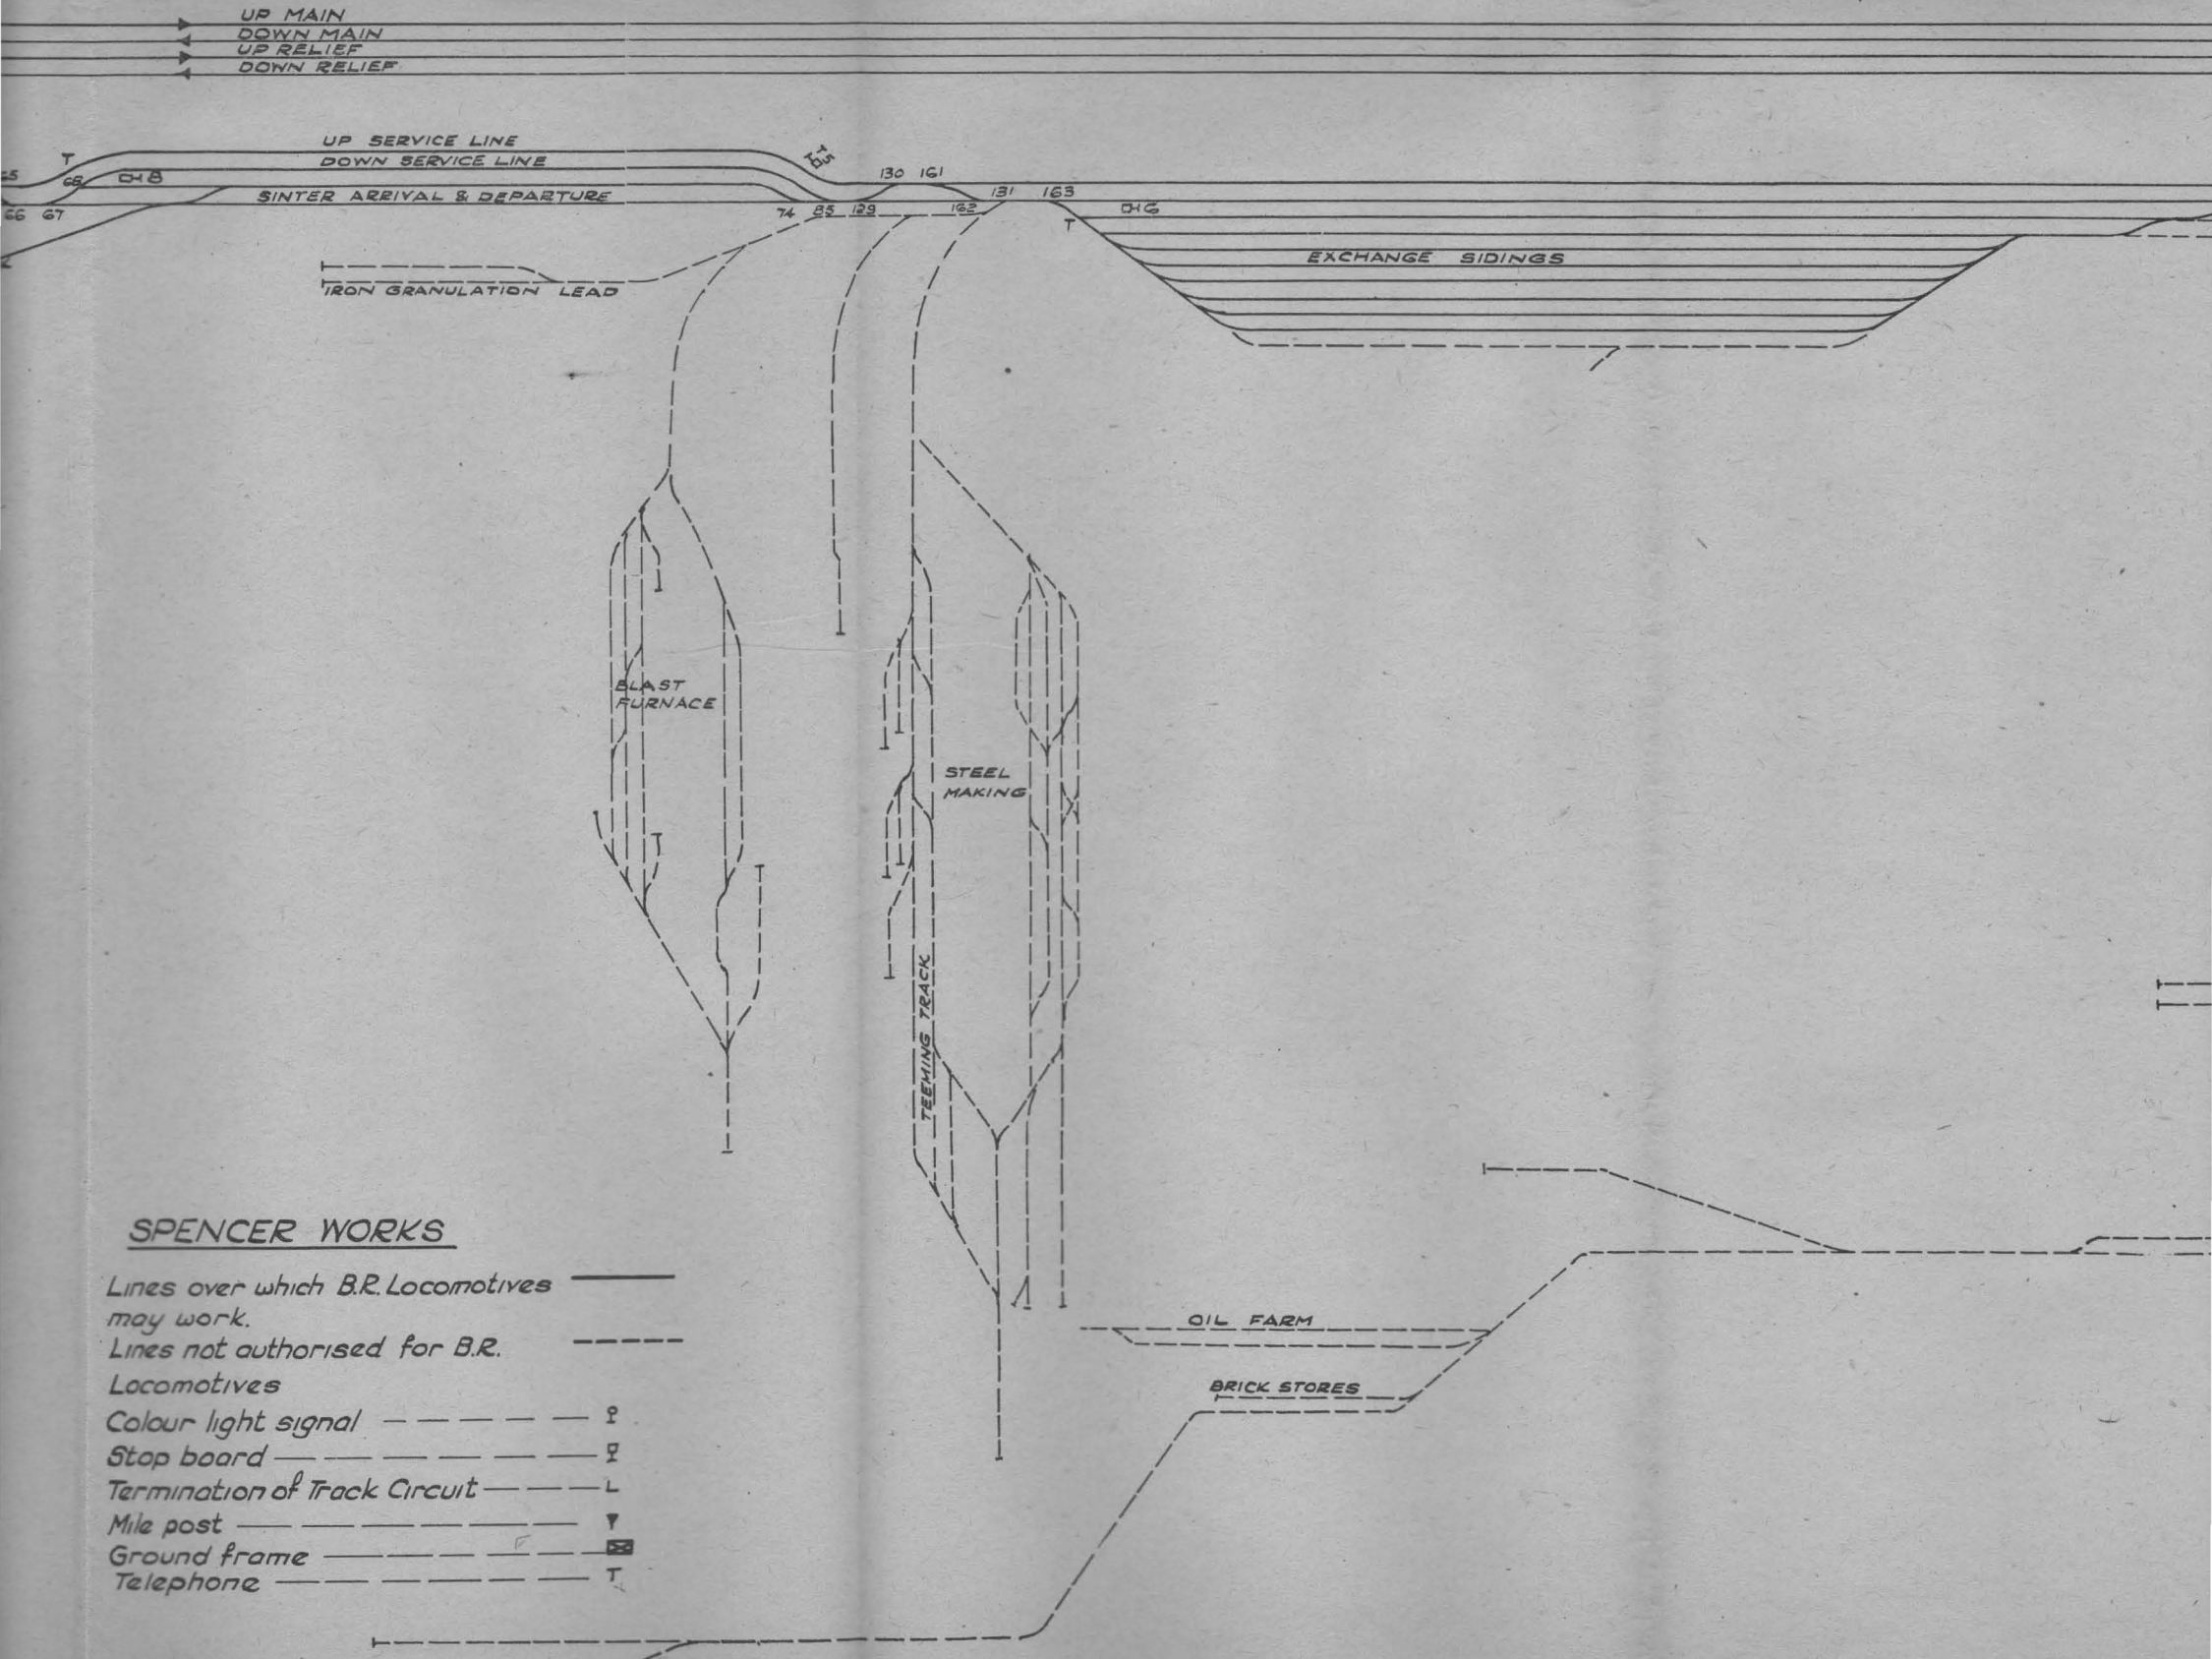 UP MAIN
DOWN MAIN
UP RELIEF
DOWN RELIEF
UP SERVICE LINE
DOWN SERVICE LINE
SINTER ARRIVAL & DEPARTURE
T
68
8
66 67
74 85 129
130 161
162
131 163
6
T
T5
EXCHANGE SIDINGS
IRON GRANULATION LEAD
BLAST
FURNACE
STEEL
MAKING
TEEMING TRACK
OIL FARM
BRICK STORES
SPENCER WORKS
Lines over which B.R. Locomotives
may work.
Lines not authorised for B.R.
Locomotives
Colour light signal
Stop board
Termination of Track Circuit
Mile post
Ground frame
Telephone T